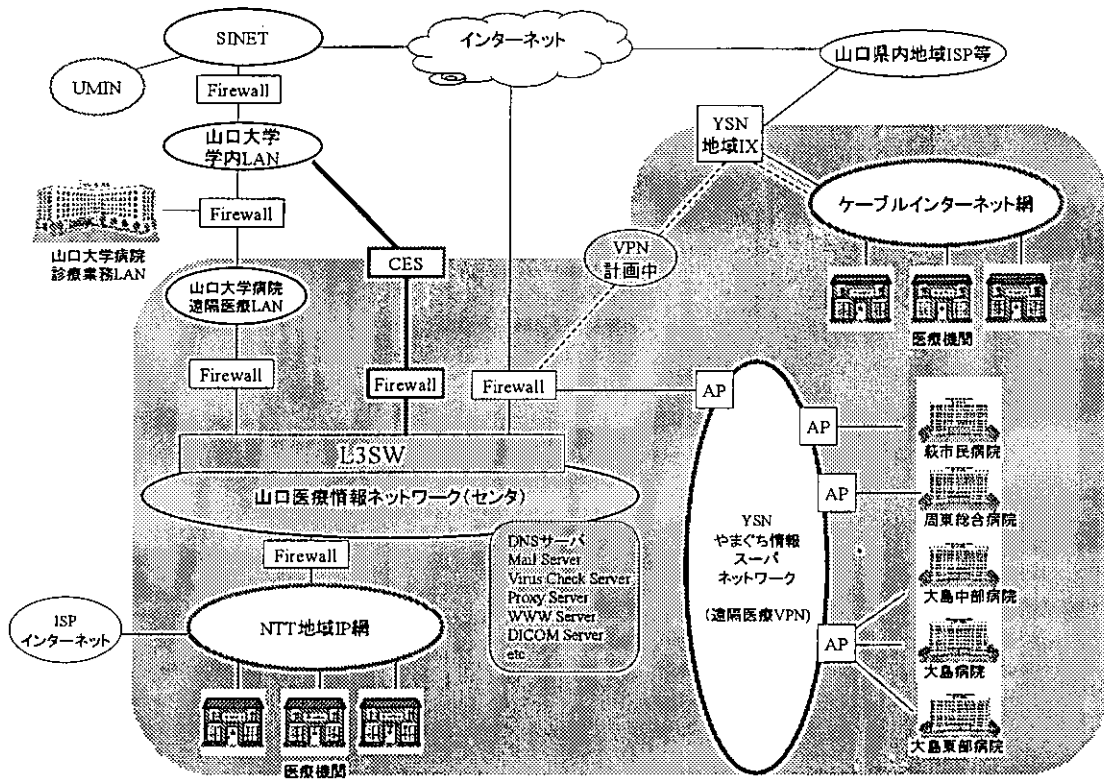 SINET
インターネット
山口県内地域ISP等
UMIN
Firewall
山口大学
学内LAN
YSN
地域IX
ケーブルインターネット網
Firewall
山口大学病院
診療業務LAN
CES
VPN
計画中
山口大学病院
遠隔医療LAN
医療機関
Firewall
Firewall
Firewall
AP
AP
萩市民病院
L3SW
山口医療情報ネットワーク(センタ)
AP
周東総合病院
YSN
やまぐち情報
スーパ
ネットワーク
(遠隔医療VPN)
DNSサーバ
Mail Server
Virus Check Server
Proxy Server
WWW Server
DICOM Server
etc
Firewall
大島中部病院
ISP
インターネット
NTT地域IP網
AP
大島病院
大島東部病院
医療機関